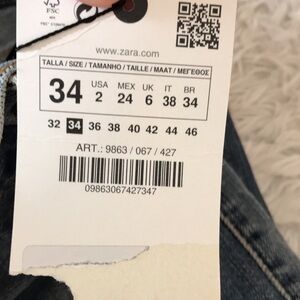 FSC
www.zara.com
TALLA / SIZE / TAMANHO / TAILLE / MAAT / ΜΕΓΕΘΟΣ
34 USA 2 MEX 24 UK 6 IT 38 BR 34
32 34 36 38 40 42 44 46
ART.: 9863 / 067 / 427
09863067427347